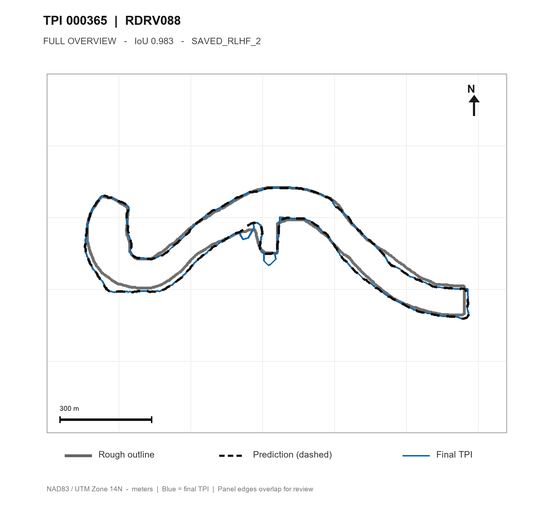 TPI 000365 | RDRV088
FULL OVERVIEW - IoU 0.983 - SAVED_RLHF_2
N
300 m
Rough outline Prediction (dashed) Final TPI
NAD83 / UTM Zone 14N - meters | Blue = final TPI | Panel edges overlap for review